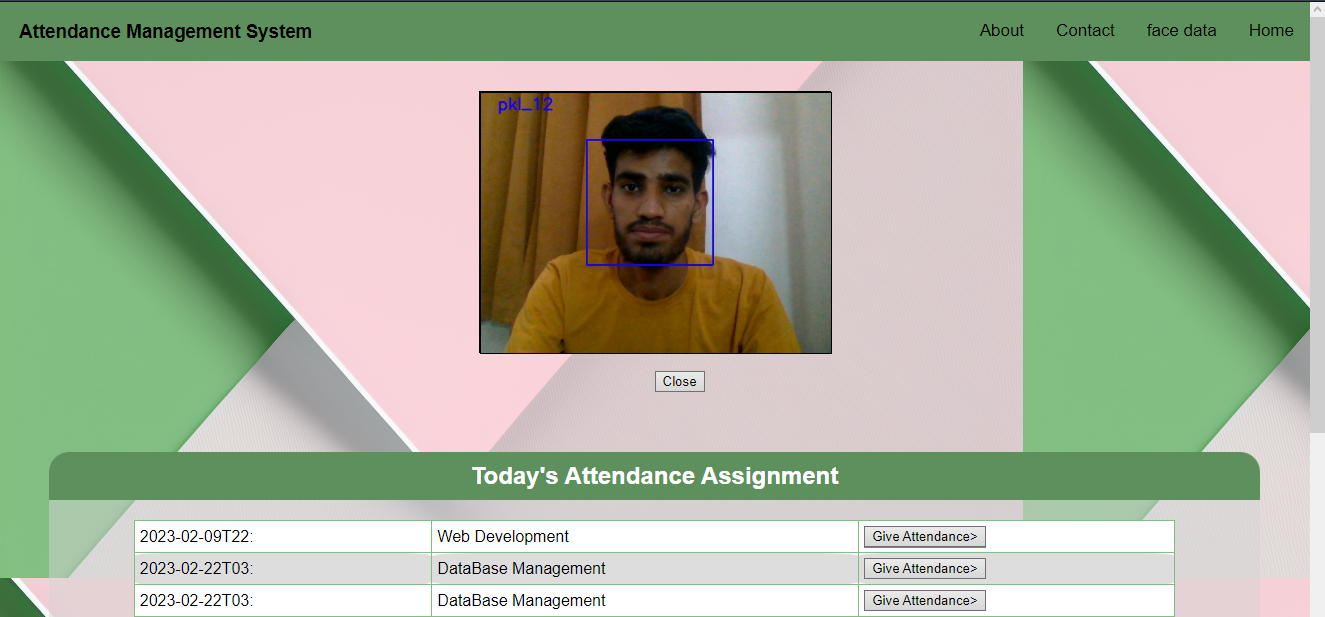 Attendance Management System
About Contact face data Home
pkl_12
Close
Today's Attendance Assignment
2023-02-09T22: Web Development Give Attendance>
2023-02-22T03: DataBase Management Give Attendance>
2023-02-22T03: DataBase Management Give Attendance>